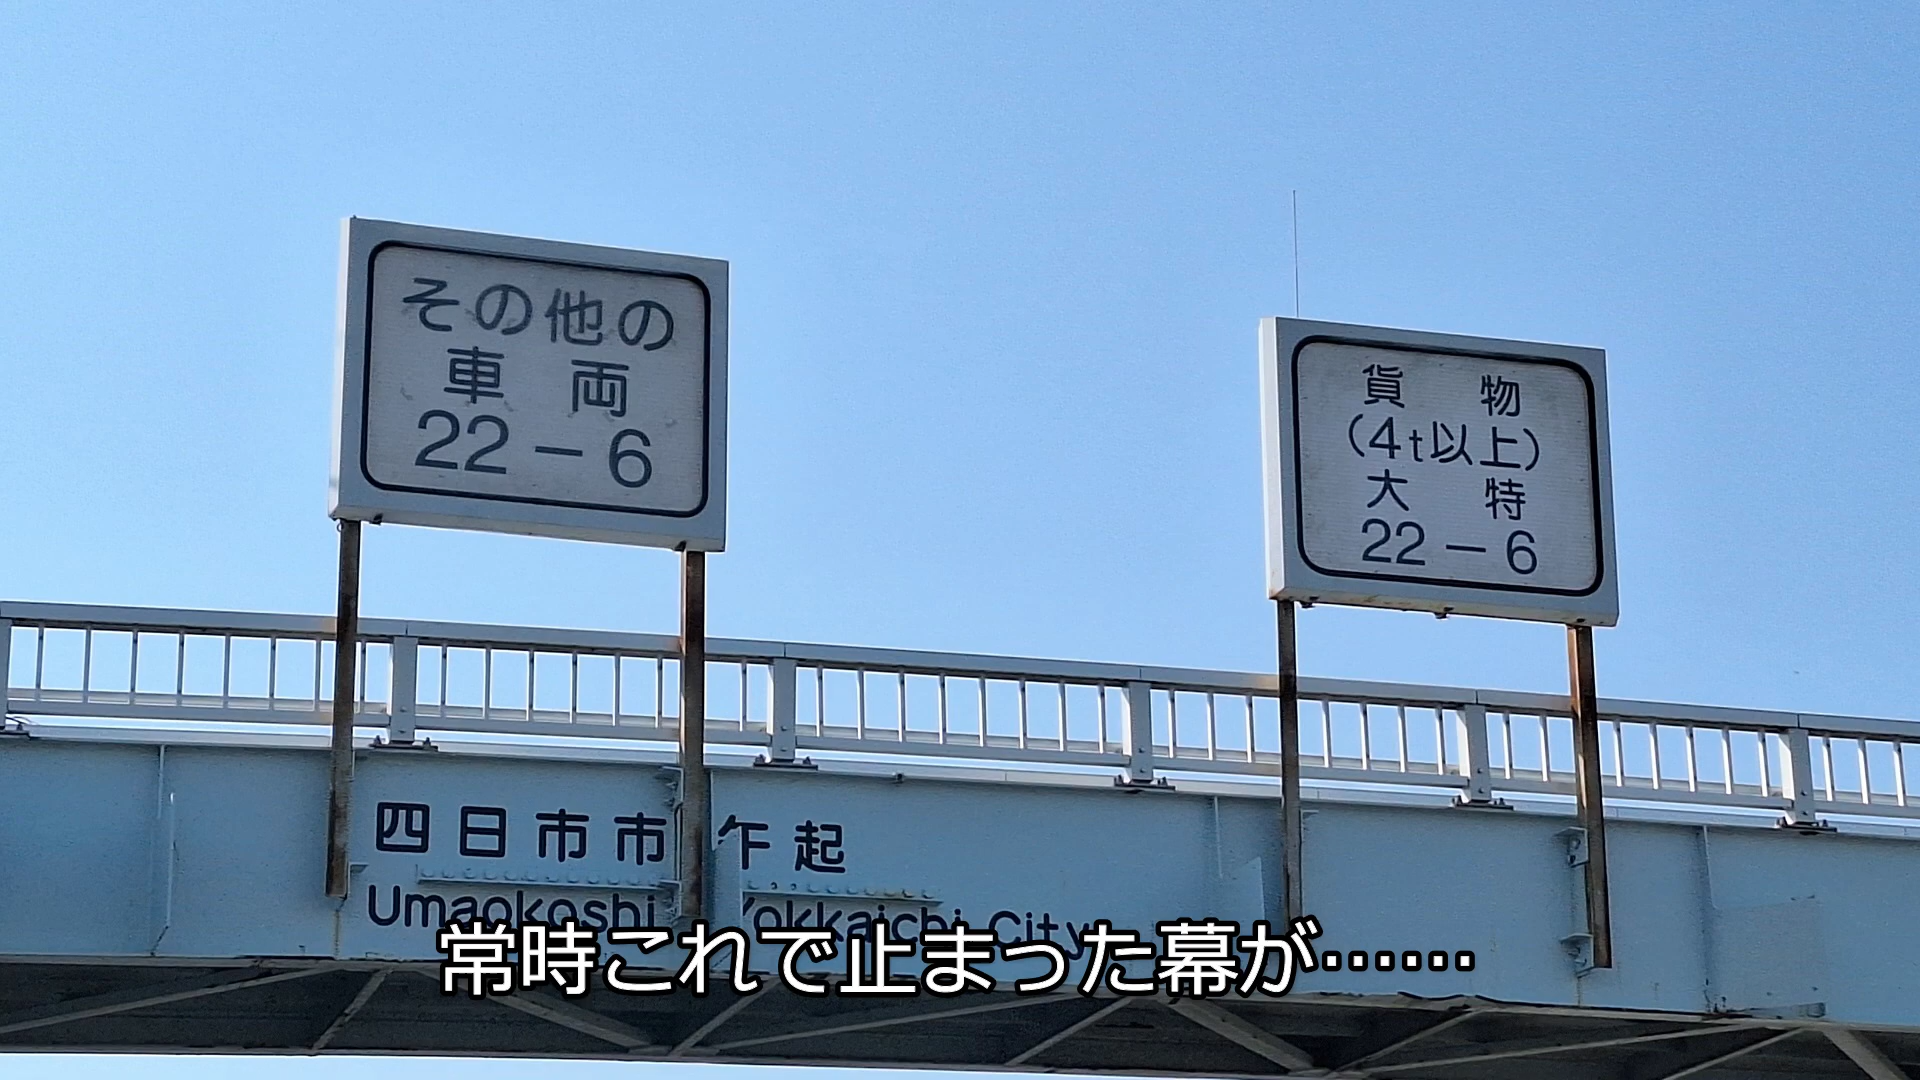 その他の
車両
22-6
貨物
(4t以上)
大特
22-6
四日市市午起
Umaokoshi Yokkaichi City
常時これで止まった幕が……